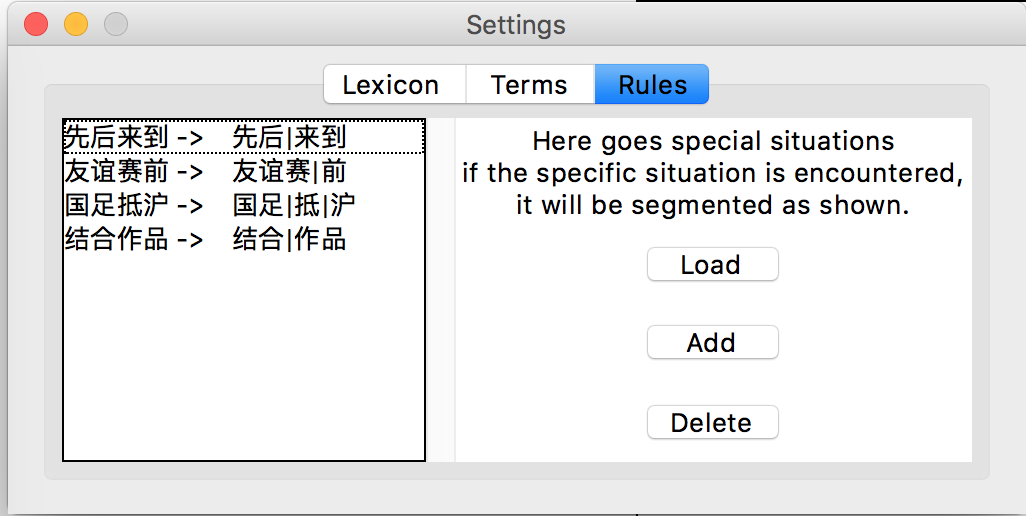 Settings
Lexicon Terms Rules
先后来到 -> 先后|来到
友谊赛前 -> 友谊赛|前
国足抵沪 -> 国足|抵|沪
结合作品 -> 结合|作品
Here goes special situations
if the specific situation is encountered,
it will be segmented as shown.
Load
Add
Delete